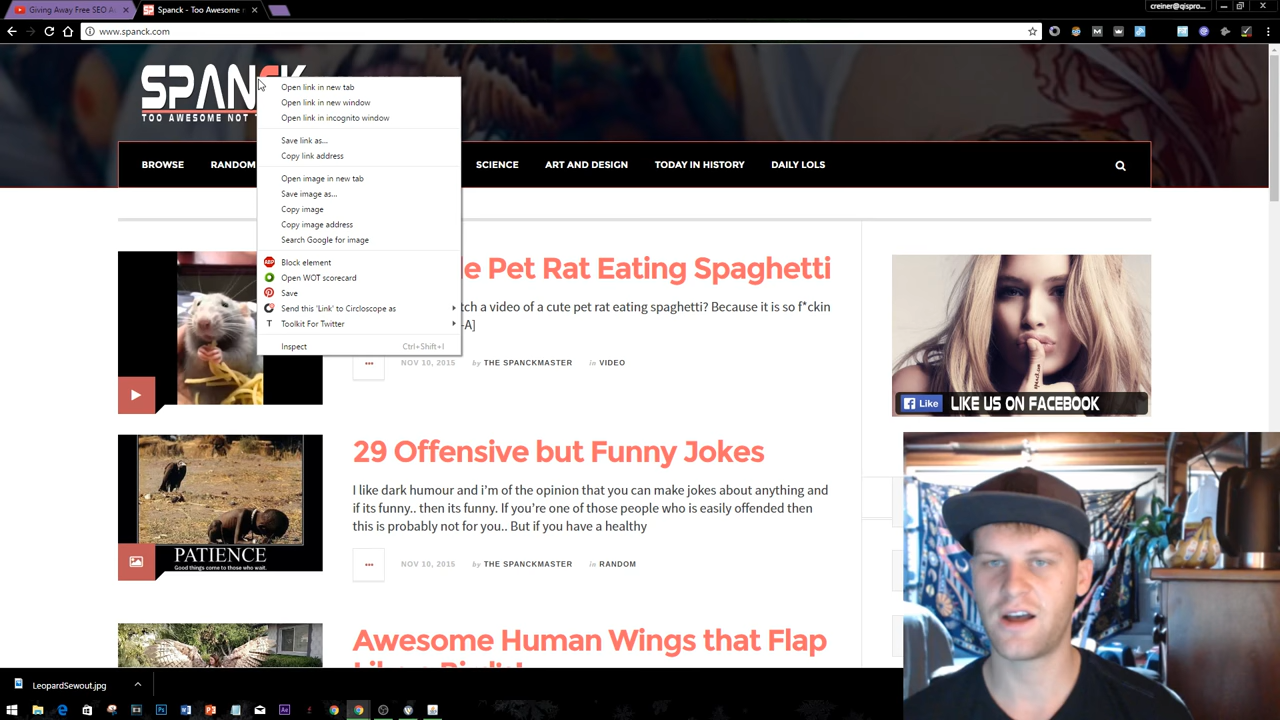 Giving Away Free SEO A
Spanck - Too Awesome
creiner@qispro...
www.spanck.com
SPANCK
TOO AWESOME NOT T
BROWSE
RANDOM
SCIENCE
ART AND DESIGN
TODAY IN HISTORY
DAILY LOLS
Open link in new tab
Open link in new window
Open link in incognito window
Save link as...
Copy link address
Open image in new tab
Save image as...
Copy image
Copy image address
Search Google for image
ABP Block element
Open WOT scorecard
Save
Send this 'Link' to Circloscope as
T Toolkit For Twitter
Inspect Ctrl+Shift+I
e Pet Rat Eating Spaghetti
tch a video of a cute pet rat eating spaghetti? Because it is so f*ckin
-A]
NOV 10, 2015 by THE SPANCKMASTER in VIDEO
29 Offensive but Funny Jokes
I like dark humour and i'm of the opinion that you can make jokes about anything and
if its funny.. then its funny. If you're one of those people who is easily offended then
this is probably not for you.. But if you have a healthy
NOV 10, 2015 by THE SPANCKMASTER in RANDOM
PATIENCE
Good things come to those who wait.
Awesome Human Wings that Flap
Like LIKE US ON FACEBOOK
LeopardSewout.jpg